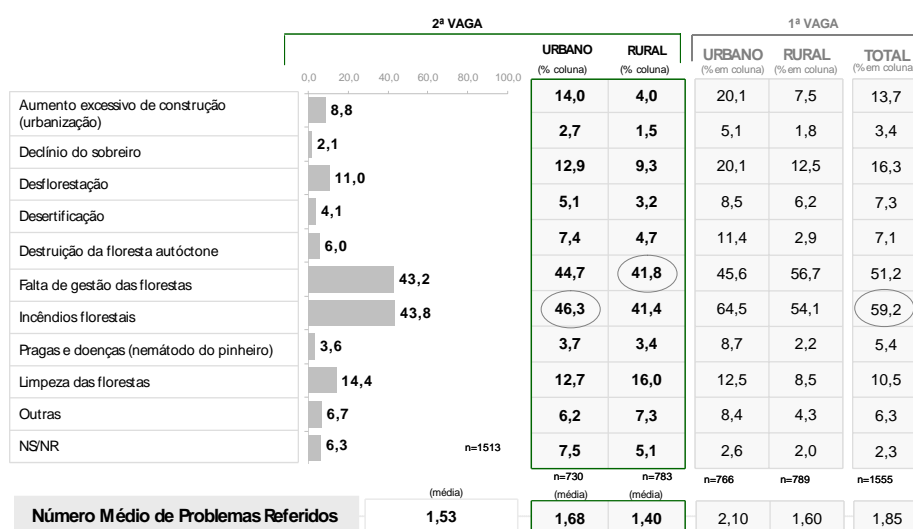 2ª VAGA
1ª VAGA
URBANO RURAL URBANO RURAL TOTAL
(% coluna) (% coluna) (% em coluna) (% em coluna) (% em coluna)
0,0 20,0 40,0 60,0 80,0 100,0
Aumento excessivo de construção
(urbanização)
8,8 14,0 4,0 20,1 7,5 13,7
Declínio do sobreiro 2,1 2,7 1,5 5,1 1,8 3,4
Desflorestação 11,0 12,9 9,3 20,1 12,5 16,3
Desertificação 4,1 5,1 3,2 8,5 6,2 7,3
Destruição da floresta autóctone 6,0 7,4 4,7 11,4 2,9 7,1
Falta de gestão das florestas 43,2 44,7 41,8 45,6 56,7 51,2
Incêndios florestais 43,8 46,3 41,4 64,5 54,1 59,2
Pragas e doenças (nemátodo do pinheiro) 3,6 3,7 3,4 8,7 2,2 5,4
Limpeza das florestas 14,4 12,7 16,0 12,5 8,5 10,5
Outras 6,7 6,2 7,3 8,4 4,3 6,3
NS/NR 6,3 n=1513 7,5 5,1 2,6 2,0 2,3
n=730 n=783 n=766 n=789 n=1555
(média) (média) (média)
Número Médio de Problemas Referidos 1,53 1,68 1,40 2,10 1,60 1,85